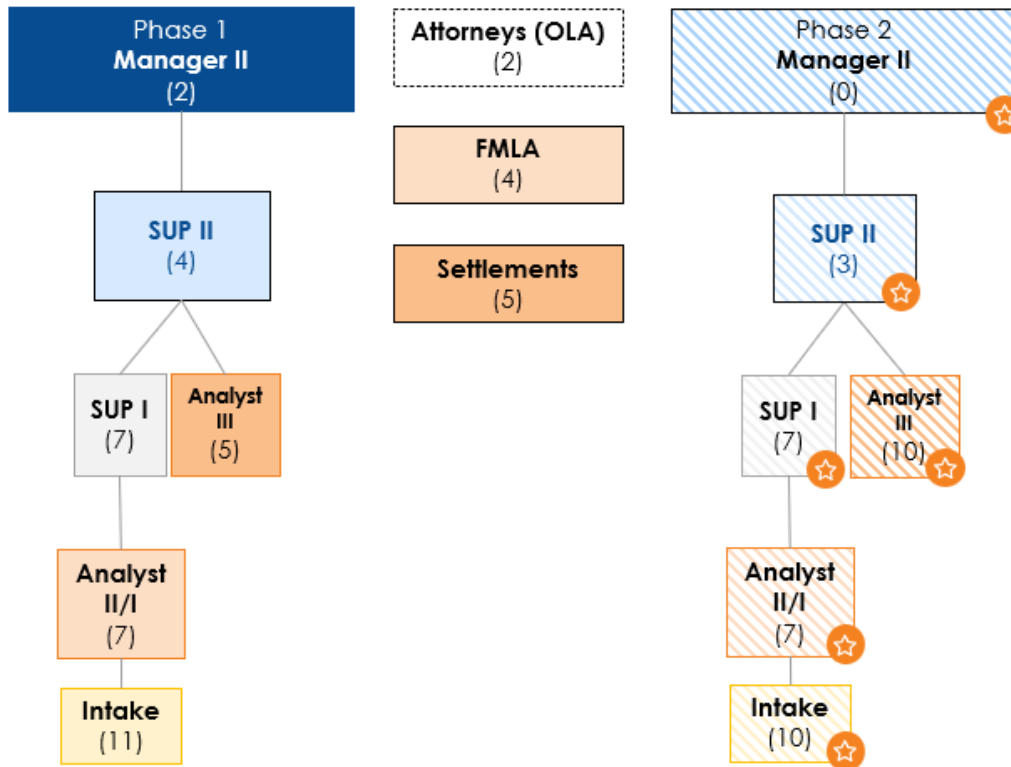 Phase 1
Manager II
(2)
Attorneys (OLA)
(2)
Phase 2
Manager II
(0)
FMLA
(4)
SUP II
(4)
Settlements
(5)
SUP II
(3)
SUP I
(7)
Analyst
III
(5)
SUP I
(7)
Analyst
III
(10)
Analyst
II/I
(7)
Analyst
II/I
(7)
Intake
(11)
Intake
(10)